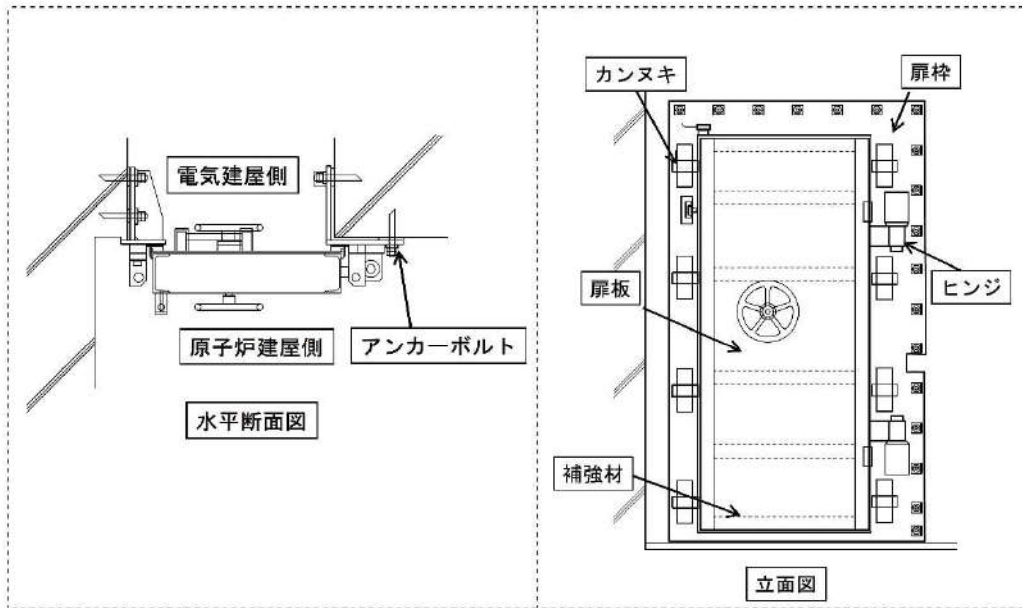 電気建屋側
原子炉建屋側
アンカーボルト
水平断面図
カンヌキ
扉枠
扉板
ヒンジ
補強材
立面図